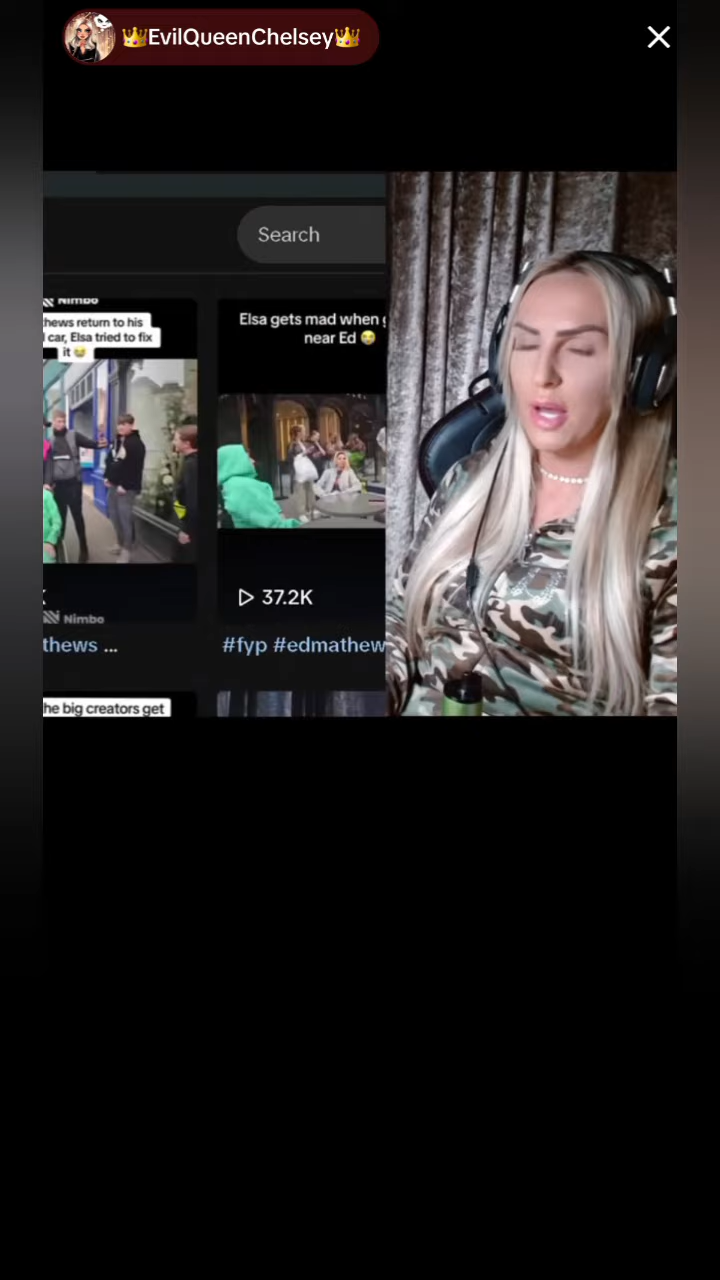 👑EvilQueenChelsey👑
Search
Nimbo
hews return to his
car, Elsa tried to fix
it 😭
Elsa gets mad when
near Ed 😭
37.2K
Nimbo
thews ...
#fyp #edmathew
he big creators get